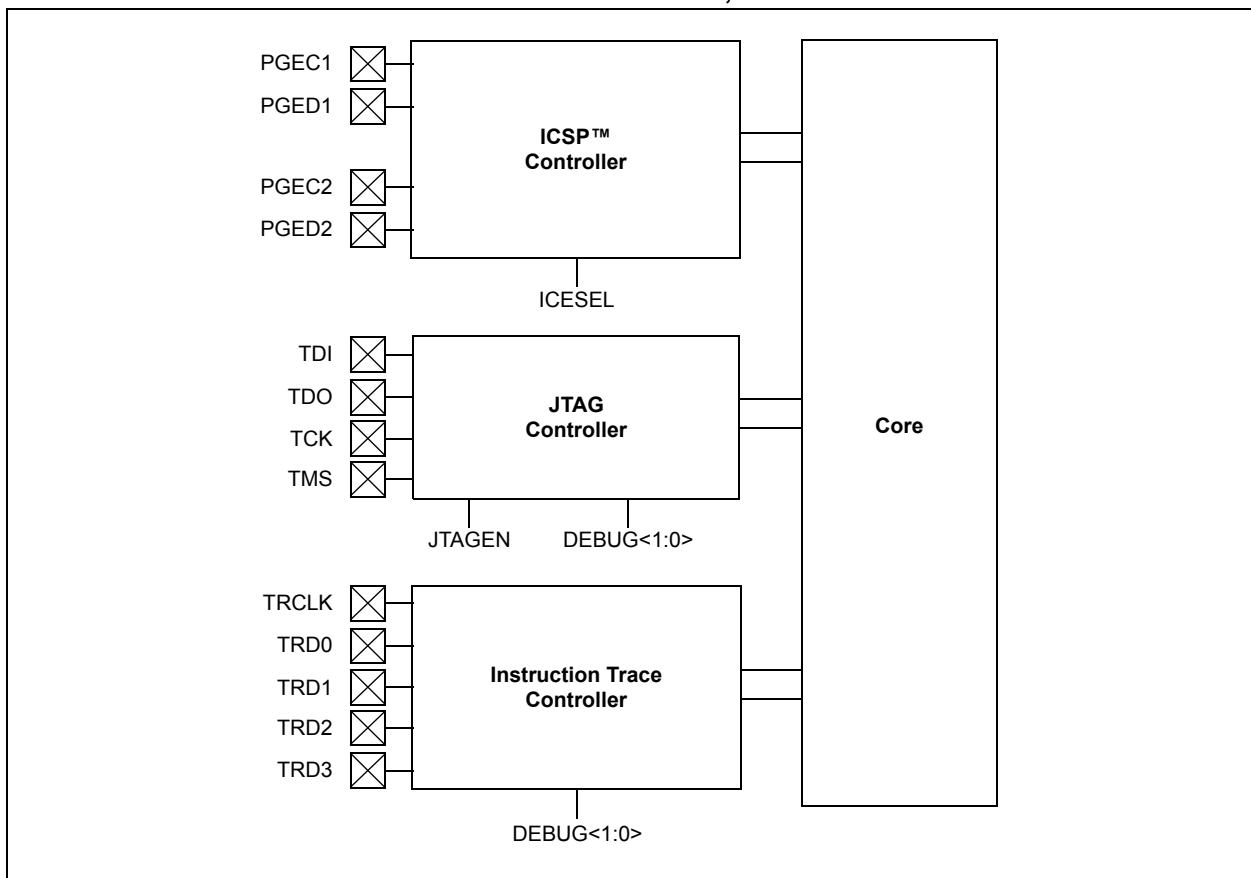 PGEC1
PGED1
PGEC2
PGED2
ICSP™
Controller
ICESEL
TDI
TDO
TCK
TMS
JTAG
Controller
Core
JTAGEN
DEBUG<1:0>
TRCLK
TRD0
TRD1
TRD2
TRD3
Instruction Trace
Controller
DEBUG<1:0>